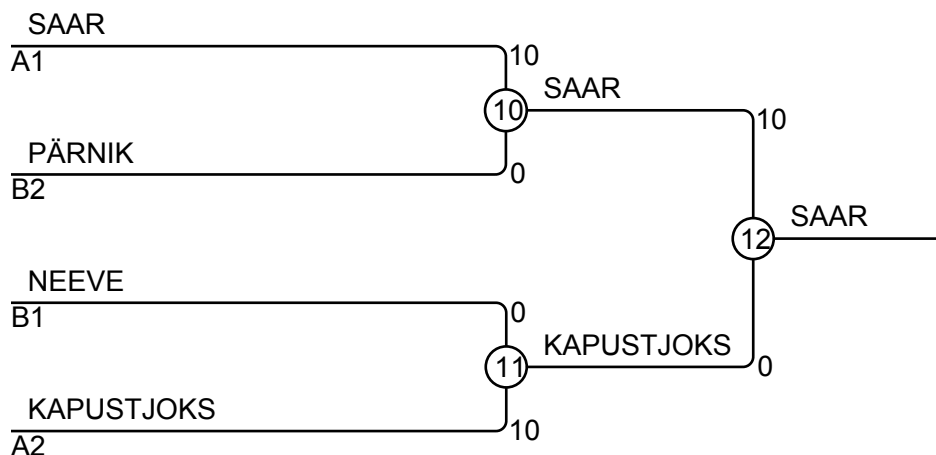 SAAR
A1
10
10
SAAR
10
PÄRNIK
0
B2
12
SAAR
NEEVE
B1
0
11
KAPUSTJOKS
0
KAPUSTJOKS
10
A2